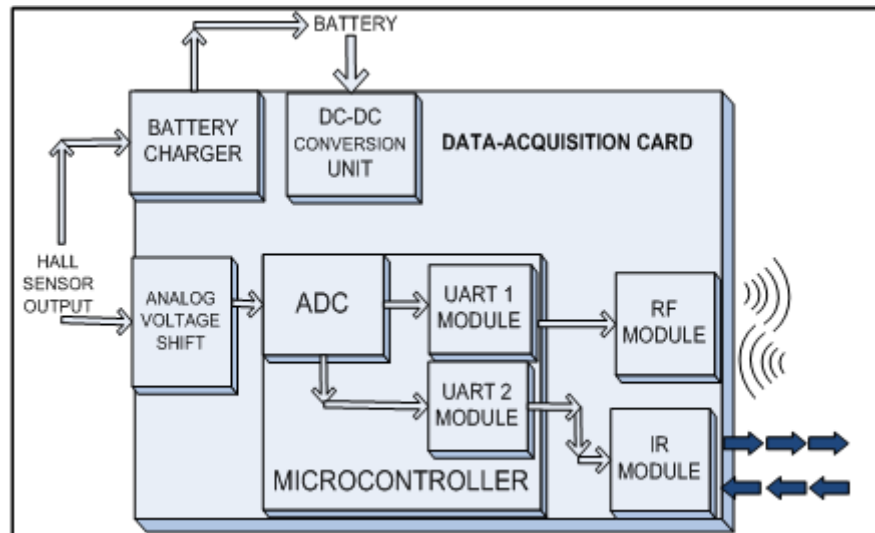 BATTERY
BATTERY
CHARGER
DC-DC
CONVERSION
UNIT
DATA-ACQUISITION CARD
HALL
SENSOR
OUTPUT
ANALOG
VOLTAGE
SHIFT
ADC
UART 1
MODULE
UART 2
MODULE
MICROCONTROLLER
RF
MODULE
IR
MODULE